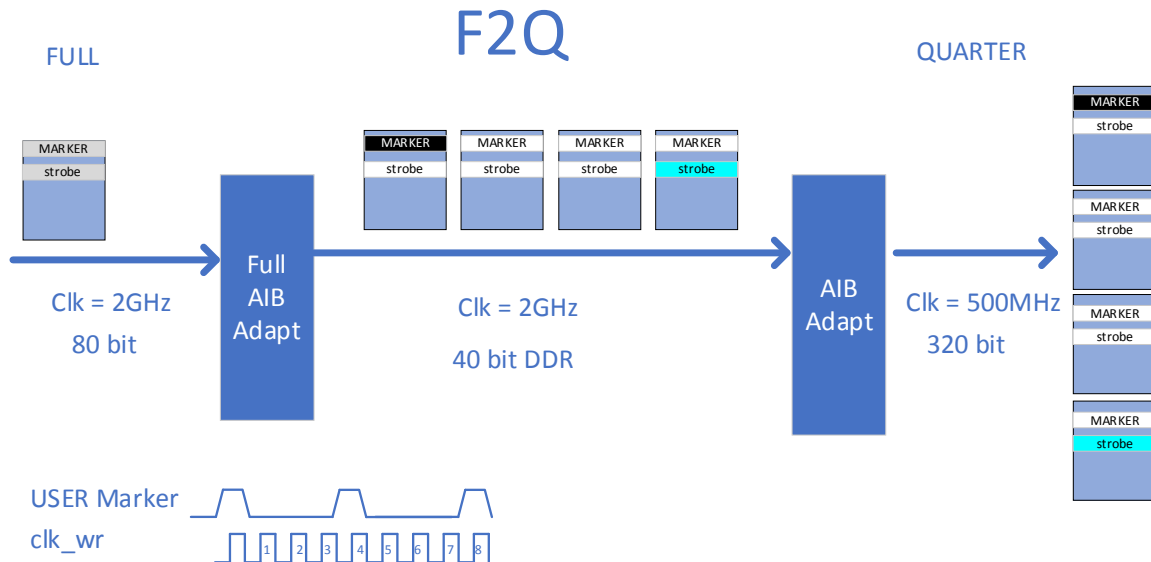 F2Q
FULL
QUARTER
MARKER
strobe
MARKER
strobe
MARKER
strobe
MARKER
strobe
MARKER
strobe
MARKER
strobe
MARKER
strobe
MARKER
strobe
MARKER
strobe
Full
AIB
Adapt
AIB
Adapt
Clk = 2GHz
80 bit
Clk = 2GHz
40 bit DDR
Clk = 500MHz
320 bit
USER Marker
clk_wr
1 2 3 4 5 6 7 8